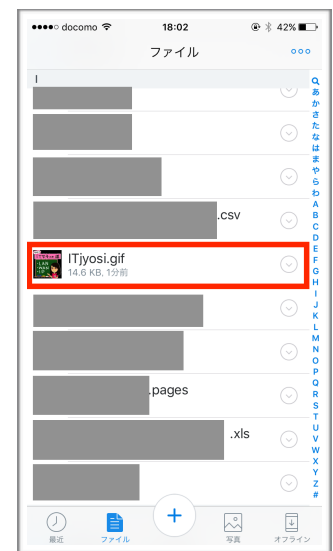 docomo 18:02 42%
ファイル
I
.csv
ITjyosi.gif
14.6 KB, 1分前
.pages
.xls
あ
か
さ
た
な
は
ま
や
ら
わ
A
B
C
D
E
F
G
H
I
J
K
L
M
N
O
P
Q
R
S
T
U
V
W
X
Y
Z
#
最近 ファイル + 写真 オフライン